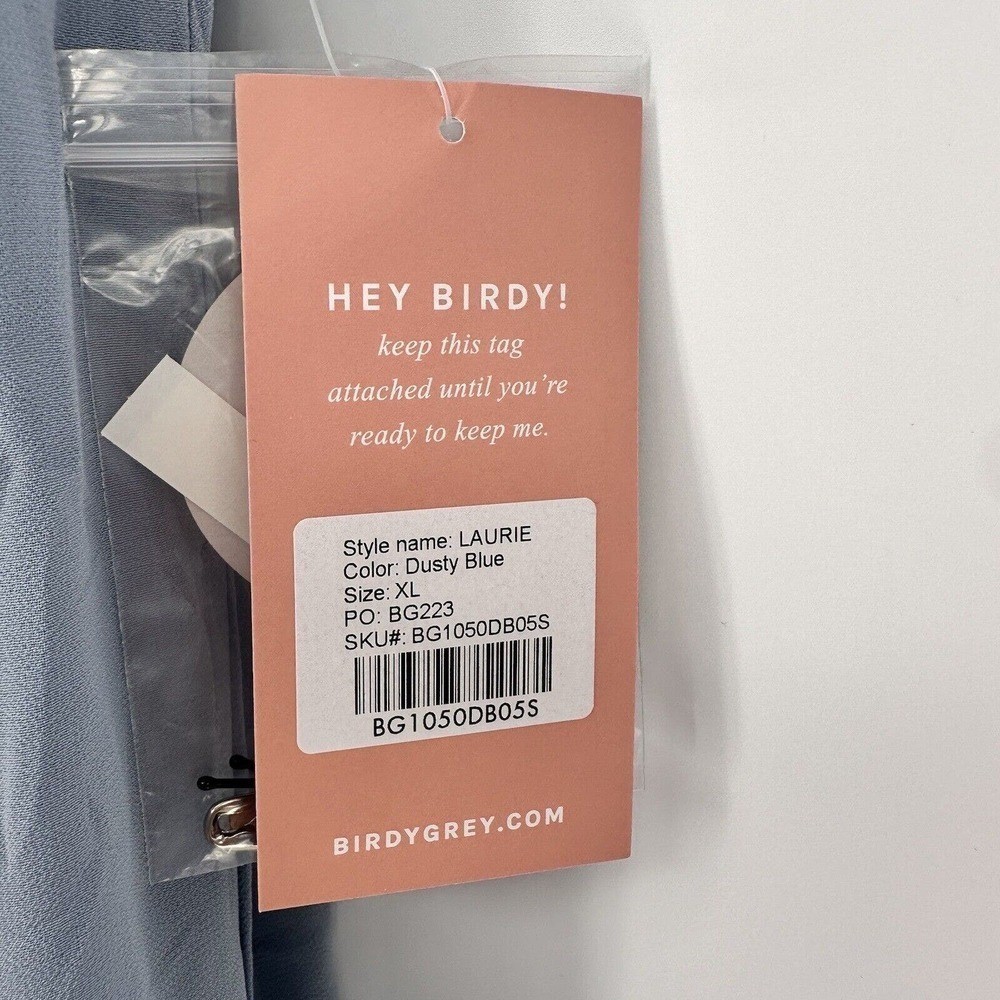 HEY BIRDY!
keep this tag
attached until you're
ready to keep me.
Style name: LAURIE
Color: Dusty Blue
Size: XL
PO: BG223
SKU#: BG1050DB05S
BG1050DB05S
BIRDYGREY.COM